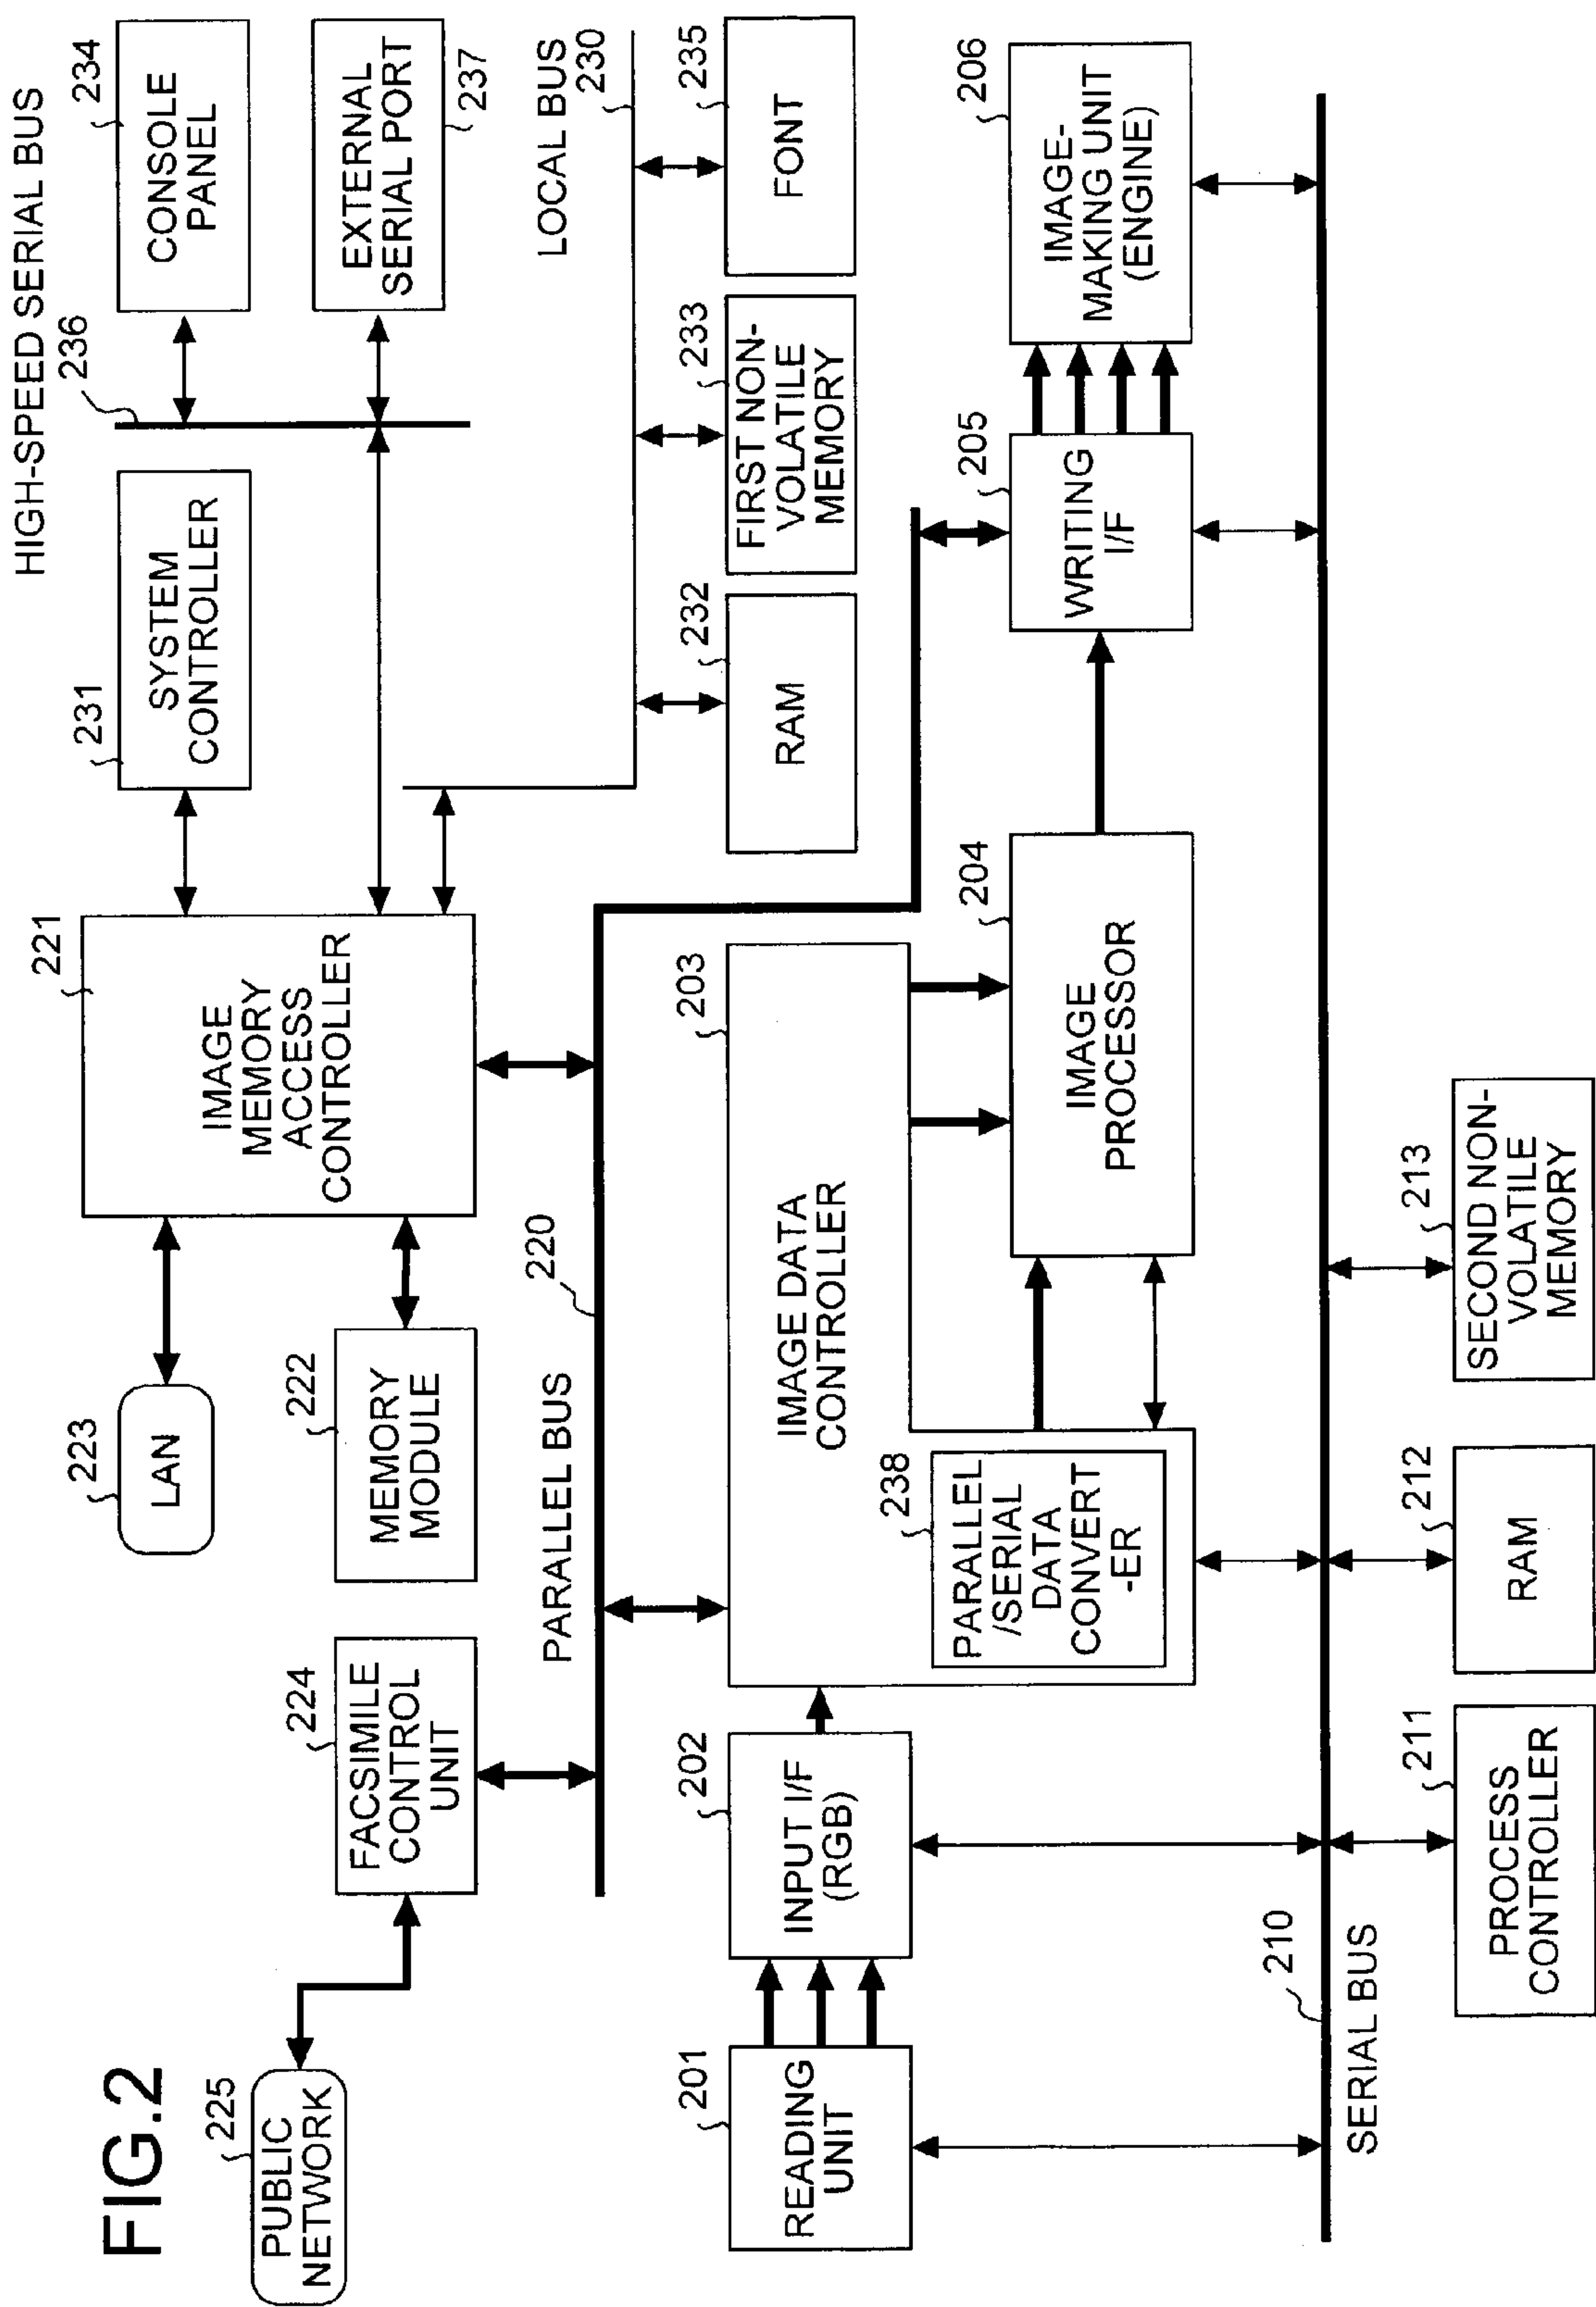 FIG.2
HIGH-SPEED SERIAL BUS
236
225
PUBLIC
NETWORK
224
FACSIMILE
CONTROL
UNIT
223
LAN
222
MEMORY
MODULE
221
IMAGE
MEMORY
ACCESS
CONTROLLER
231
SYSTEM
CONTROLLER
234
CONSOLE
PANEL
EXTERNAL
SERIAL PORT
237
LOCAL BUS
230
PARALLEL BUS
220
232
RAM
233
FIRST NON-
VOLATILE
MEMORY
235
FONT
201
READING
UNIT
202
INPUT I/F
(RGB)
203
IMAGE DATA
CONTROLLER
238
PARALLEL
/SERIAL
DATA
CONVERT
-ER
204
IMAGE
PROCESSOR
205
WRITING
I/F
206
IMAGE-
MAKING UNIT
(ENGINE)
210
SERIAL BUS
211
PROCESS
CONTROLLER
212
RAM
213
SECOND NON-
VOLATILE
MEMORY